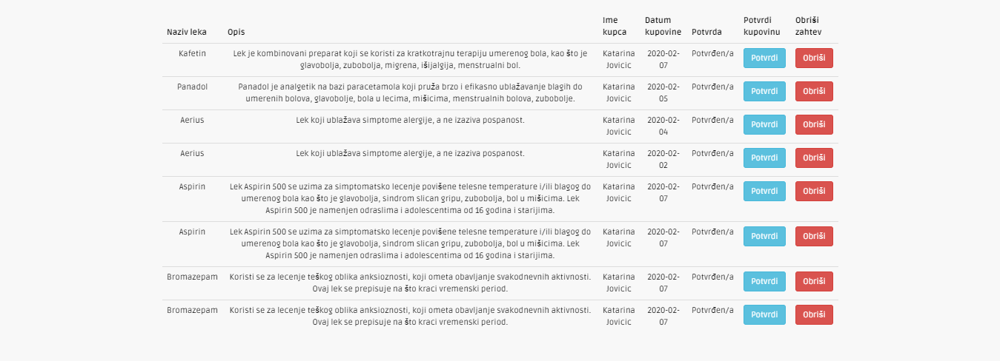 Naziv leka Opis Ime kupca Datum kupovine Potvrda Potvrdi kupovinu Obriši zahtev
Kafetin Lek je kombinovani preparat koji se koristi za kratkotrajnu terapiju umerenog bola, kao što je Katarina 2020-02- Potvrđen/a Potvrdi Obriši
glavobolja, zubobolja, migrena, išijalgija, menstrualni bol. Jovicic 07
Panadol Panadol je analgetik na bazi paracetamola koji pruža brzo i efikasno ublažavanje blagih do Katarina 2020-02- Potvrđen/a Potvrdi Obriši
umerenih bolova, glavobolje, bola u lecima, mišicima, menstrualnih bolova, zubobolje. Jovicic 05
Aerius Lek koji ublažava simptome alergije, a ne izaziva pospanost. Katarina 2020-02- Potvrđen/a Potvrdi Obriši
Jovicic 04
Aerius Lek koji ublažava simptome alergije, a ne izaziva pospanost. Katarina 2020-02- Potvrđen/a Potvrdi Obriši
Jovicic 02
Aspirin Lek Aspirin 500 se uzima za simptomatsko lecenje povišene telesne temperature i/ili blagog do Katarina 2020-02- Potvrđen/a Potvrdi Obriši
umerenog bola kao što je glavobolja, sindrom slican gripu, zubobolja, bol u mišicima. Lek Jovicic 07
Aspirin 500 je namenjen odraslima i adolescentima od 16 godina i starijima.
Aspirin Lek Aspirin 500 se uzima za simptomatsko lecenje povišene telesne temperature i/ili blagog do Katarina 2020-02- Potvrđen/a Potvrdi Obriši
umerenog bola kao što je glavobolja, sindrom slican gripu, zubobolja, bol u mišicima. Lek Jovicic 07
Aspirin 500 je namenjen odraslima i adolescentima od 16 godina i starijima.
Bromazepam Koristi se za lecenje teškog oblika anksioznosti, koji ometa obavljanje svakodnevnih aktivnosti. Katarina 2020-02- Potvrđen/a Potvrdi Obriši
Ovaj lek se prepisuje na što kraci vremenski period. Jovicic 07
Bromazepam Koristi se za lecenje teškog oblika anksioznosti, koji ometa obavljanje svakodnevnih aktivnosti. Katarina 2020-02- Potvrđen/a Potvrdi Obriši
Ovaj lek se prepisuje na što kraci vremenski period. Jovicic 07